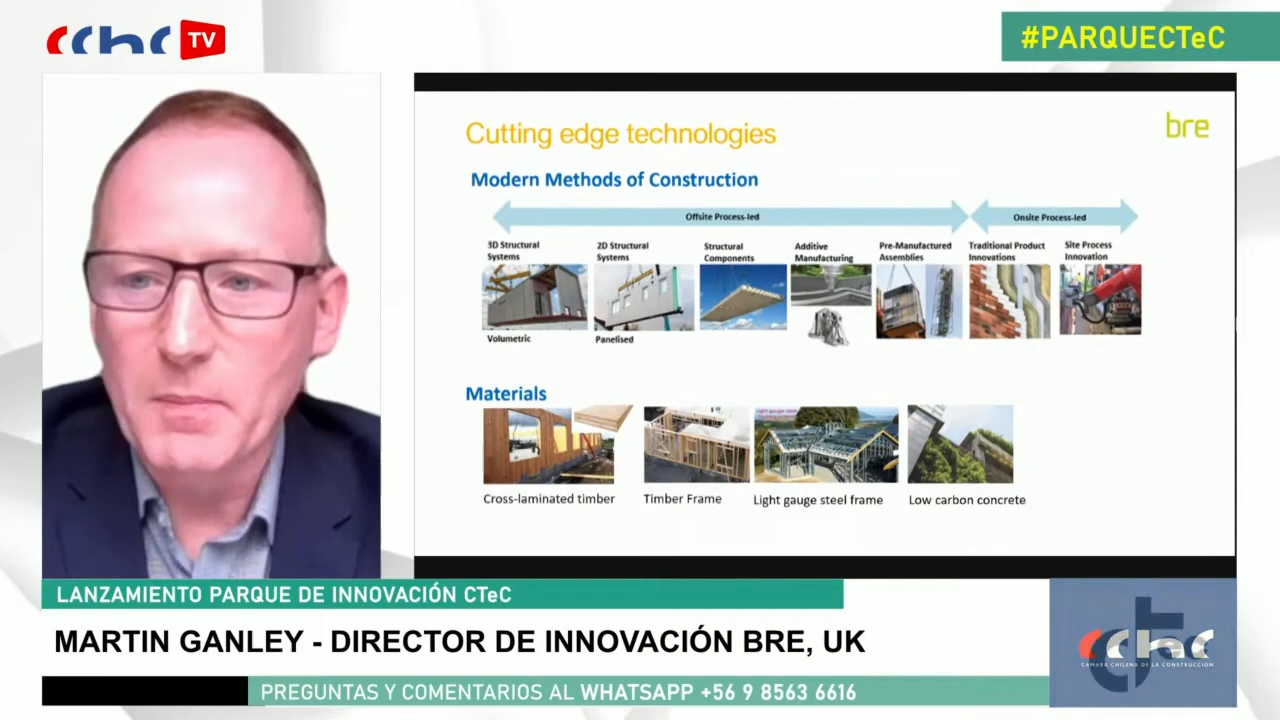 cchc TV
#PARQUECTeC
bre
Cutting edge technologies
Modern Methods of Construction
Offsite Process-led
Onsite Process-led
3D Structural Systems
2D Structural Systems
Structural Components
Additive Manufacturing
Pre-Manufactured Assemblies
Traditional Product Innovations
Site Process Innovation
Volumetric
Panelised
Materials
Light gauge steel
Cross-laminated timber
Timber Frame
Light gauge steel frame
Low carbon concrete
LANZAMIENTO PARQUE DE INNOVACIÓN CTeC
MARTIN GANLEY - DIRECTOR DE INNOVACIÓN BRE, UK
cchc
CÁMARA CHILENA DE LA CONSTRUCCIÓN
PREGUNTAS Y COMENTARIOS AL WHATSAPP +56 9 8563 6616